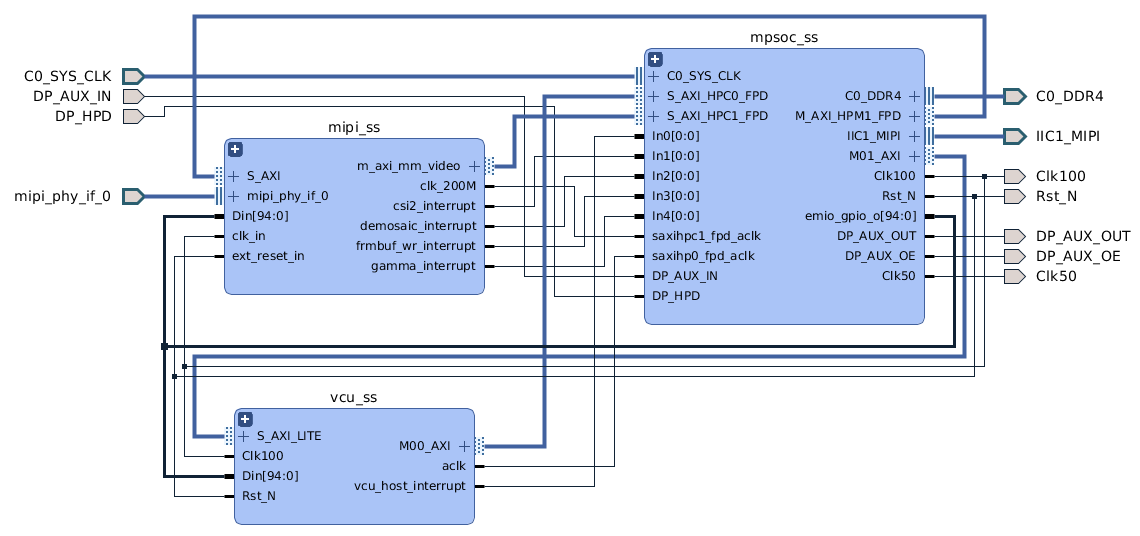 C0_SYS_CLK
DP_AUX_IN
DP_HPD
mipi_phy_if_0
mipi_ss
S_AXI
mipi_phy_if_0
Din[94:0]
clk_in
ext_reset_in
m_axi_mm_video
clk_200M
csi2_interrupt
demosaic_interrupt
frmbuf_wr_interrupt
gamma_interrupt
vcu_ss
S_AXI_LITE
Clk100
Din[94:0]
Rst_N
M00_AXI
aclk
vcu_host_interrupt
mpsoc_ss
C0_SYS_CLK
S_AXI_HPC0_FPD
S_AXI_HPC1_FPD
In0[0:0]
In1[0:0]
In2[0:0]
In3[0:0]
In4[0:0]
saxihpc1_fpd_aclk
saxihp0_fpd_aclk
DP_AUX_IN
DP_HPD
C0_DDR4
M_AXI_HPM1_FPD
IIC1_MIPI
M01_AXI
Clk100
Rst_N
emio_gpio_o[94:0]
DP_AUX_OUT
DP_AUX_OE
Clk50
C0_DDR4
IIC1_MIPI
Clk100
Rst_N
DP_AUX_OUT
DP_AUX_OE
Clk50